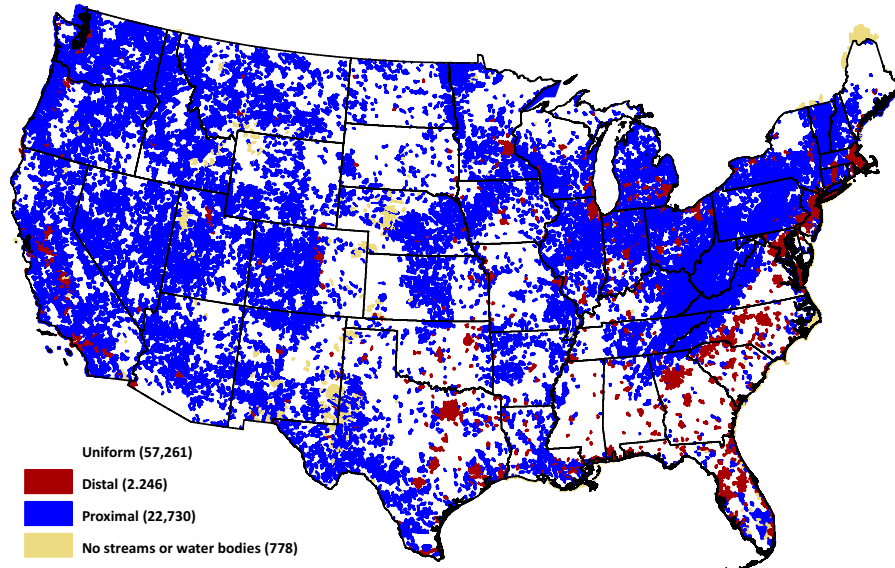 Uniform (57,261)
Distal (2.246)
Proximal (22,730)
No streams or water bodies (778)